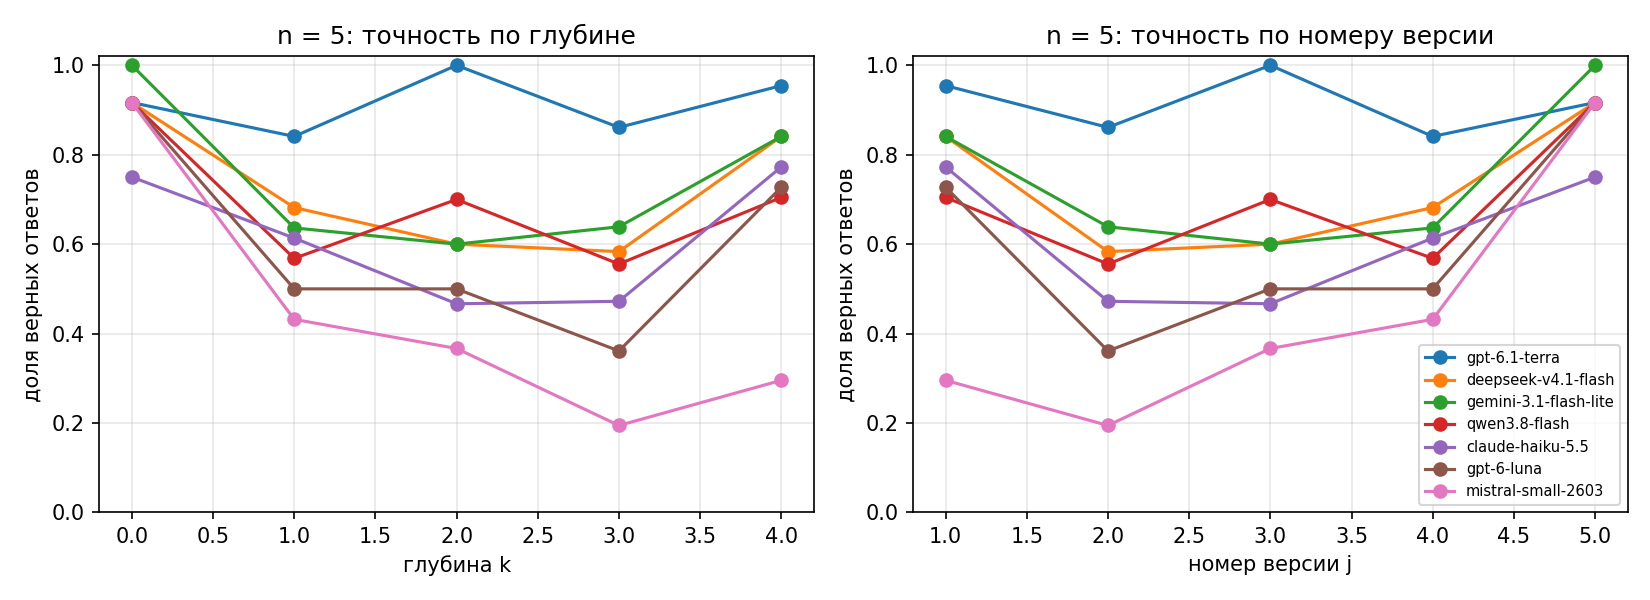 n = 5: точность по глубине
доля верных ответов
1.0
0.8
0.6
0.4
0.2
0.0
0.0 0.5 1.0 1.5 2.0 2.5 3.0 3.5 4.0
глубина k
n = 5: точность по номеру версии
доля верных ответов
1.0
0.8
0.6
0.4
0.2
0.0
gpt-6.1-terra
deepseek-v4.1-flash
gemini-3.1-flash-lite
qwen3.8-flash
claude-haiku-5.5
gpt-6-luna
mistral-small-2603
1.0 1.5 2.0 2.5 3.0 3.5 4.0 4.5 5.0
номер версии j